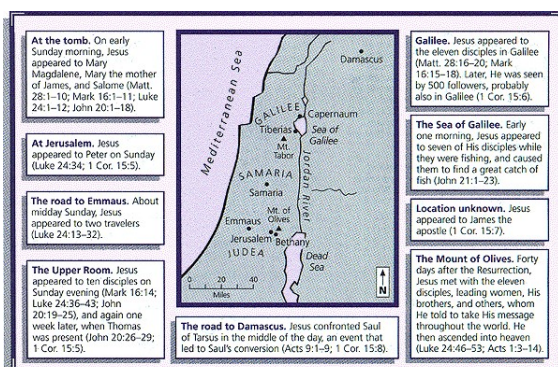 At the tomb. On early
Sunday morning, Jesus
appeared to Mary
Magdalene, Mary the mother
of James, and Salome (Matt.
28:1–10; Mark 16:1–11; Luke
24:1–12; John 20:1–18).
At Jerusalem. Jesus
appeared to Peter on Sunday
(Luke 24:34; 1 Cor. 15:5).
The road to Emmaus. About
midday Sunday, Jesus
appeared to two travelers
(Luke 24:13–32).
The Upper Room. Jesus
appeared to ten disciples on
Sunday evening (Mark 16:14;
Luke 24:36–43; John
20:19–25), and again one
week later, when Thomas
was present (John 20:26–29;
1 Cor. 15:5).
Mediterranean Sea
Damascus
GALILEE
Capernaum
Tiberias
Sea of
Galilee
Mt.
Tabor
Jordan River
SAMARIA
Samaria
Mt. of
Olives
Emmaus
Jerusalem
Bethany
JUDEA
Dead
Sea
0 20 40
Miles
N
The road to Damascus. Jesus confronted Saul
of Tarsus in the middle of the day, an event that
led to Saul's conversion (Acts 9:1–9; 1 Cor. 15:8).
Galilee. Jesus appeared to
the eleven disciples in Galilee
(Matt. 28:16–20; Mark
16:15–18). Later, He was seen
by 500 followers, probably
also in Galilee (1 Cor. 15:6).
The Sea of Galilee. Early
one morning, Jesus appeared
to seven of His disciples while
they were fishing, and caused
them to find a great catch of
fish (John 21:1–23).
Location unknown. Jesus
appeared to James the
apostle (1 Cor. 15:7).
The Mount of Olives. Forty
days after the Resurrection,
Jesus met with the eleven
disciples, leading women, His
brothers, and others, whom
He told to take His message
throughout the world. He
then ascended into heaven
(Luke 24:46–53; Acts 1:3–14).